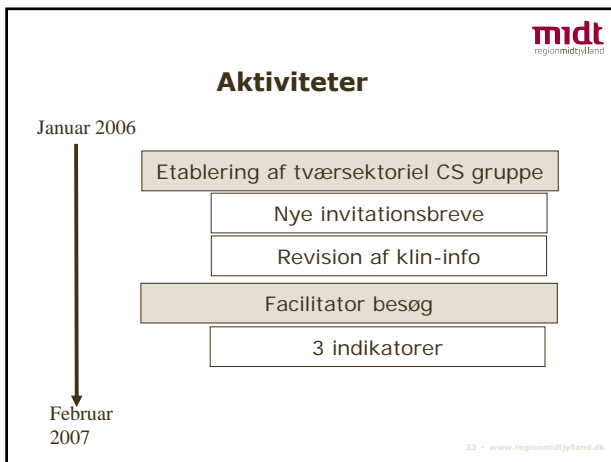 midt
regionmidtjylland
Aktiviteter
Januar 2006
Etablering af tværsektoriel CS gruppe
Nye invitationsbreve
Revision af klin-info
Facilitator besøg
3 indikatorer
Februar
2007
33 - www.regionmidtjylland.dk